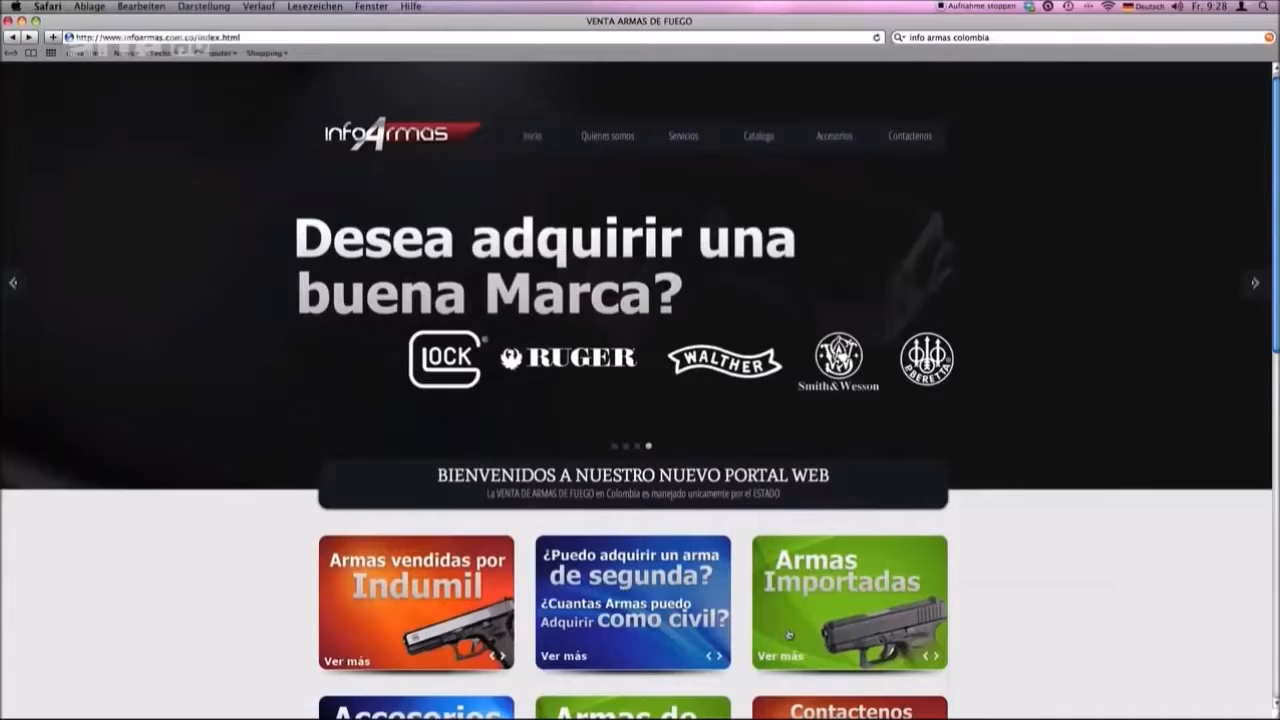 Safari Ablage Bearbeiten Darstellung Verlauf Lesezeichen Fenster Hilfe
Aufnahme stoppen Deutsch Fr. 9:28
VENTA ARMAS DE FUEGO
http://www.infoarmas.com.co/index.html
info armas colombia
Shopping
infoArmas
Inicio Quienes somos Servicios Catalogo Accesorios Contactenos
Desea adquirir una
buena Marca?
GLOCK RUGER WALTHER Smith & Wesson P. BERETTA
BIENVENIDOS A NUESTRO NUEVO PORTAL WEB
La VENTA DE ARMAS DE FUEGO en Colombia es manejado unicamente por el ESTADO
Armas vendidas por
Indumil
Ver más
¿Puedo adquirir un arma
de segunda?
¿Cuantas Armas puedo
Adquirir como civil?
Ver más
Armas
Importadas
Ver más
Accesorios
Armas de
Contactenos